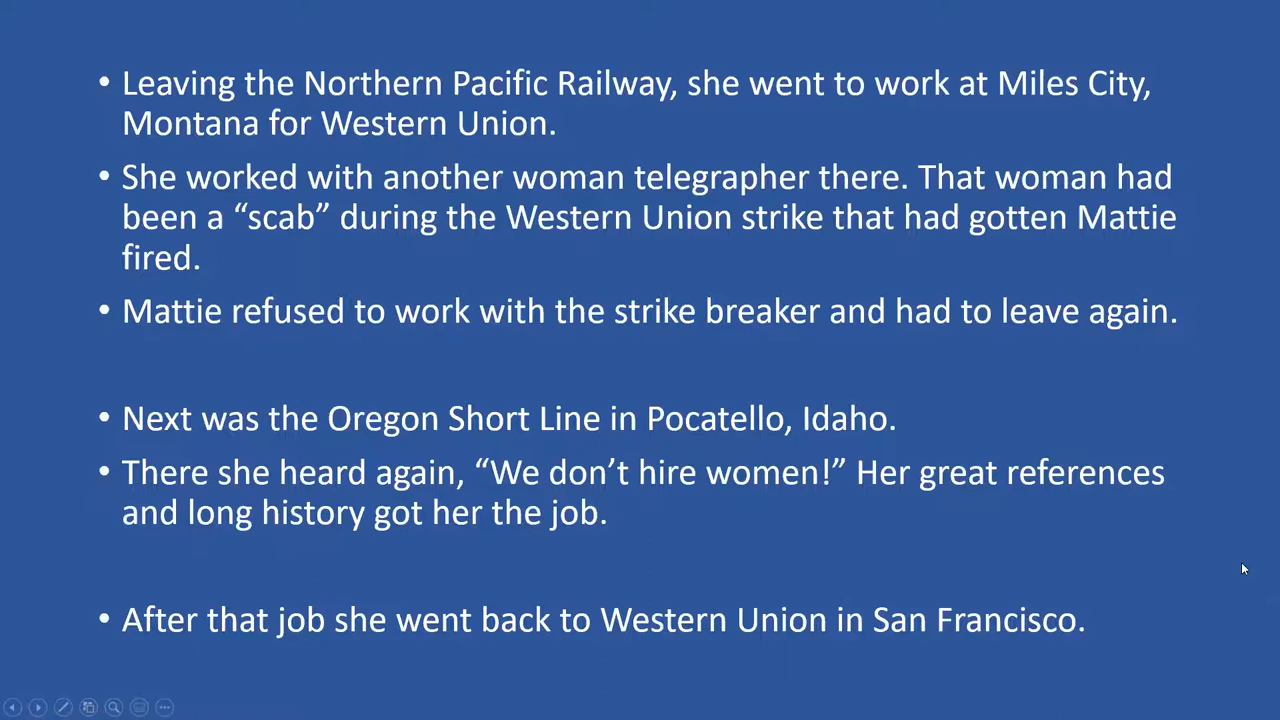 • Leaving the Northern Pacific Railway, she went to work at Miles City,
Montana for Western Union.
• She worked with another woman telegrapher there. That woman had
been a “scab” during the Western Union strike that had gotten Mattie
fired.
• Mattie refused to work with the strike breaker and had to leave again.
• Next was the Oregon Short Line in Pocatello, Idaho.
• There she heard again, “We don’t hire women!” Her great references
and long history got her the job.
• After that job she went back to Western Union in San Francisco.